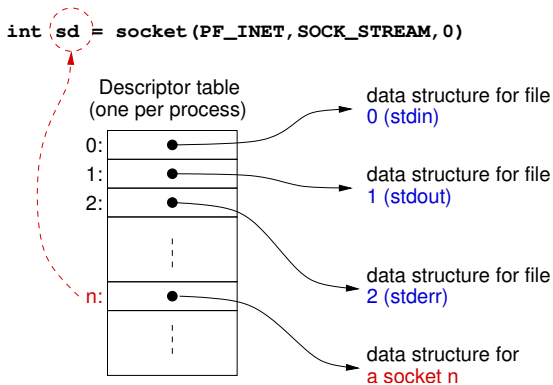 int sd = socket(PF_INET,SOCK_STREAM,0)
Descriptor table
(one per process)
0:
1:
2:
n:
data structure for file
0 (stdin)
data structure for file
1 (stdout)
data structure for file
2 (stderr)
data structure for
a socket n